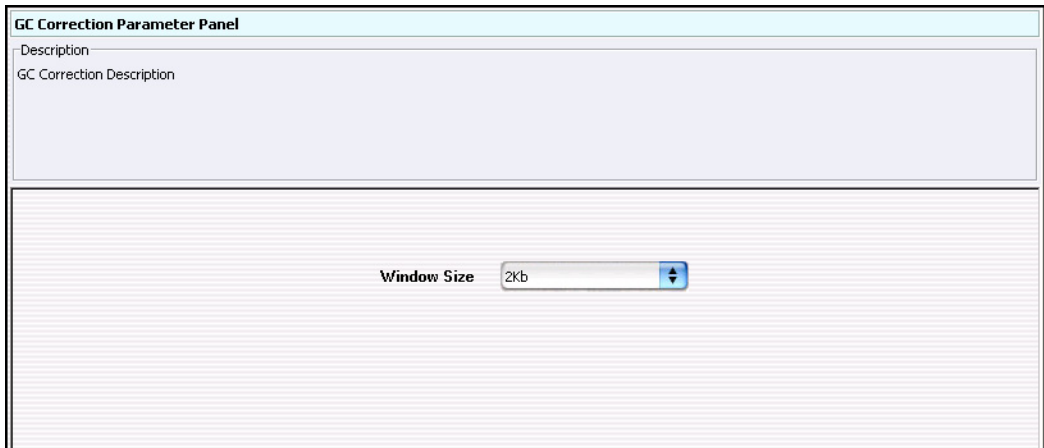 GC Correction Parameter Panel
Description
GC Correction Description
Window Size 2Kb